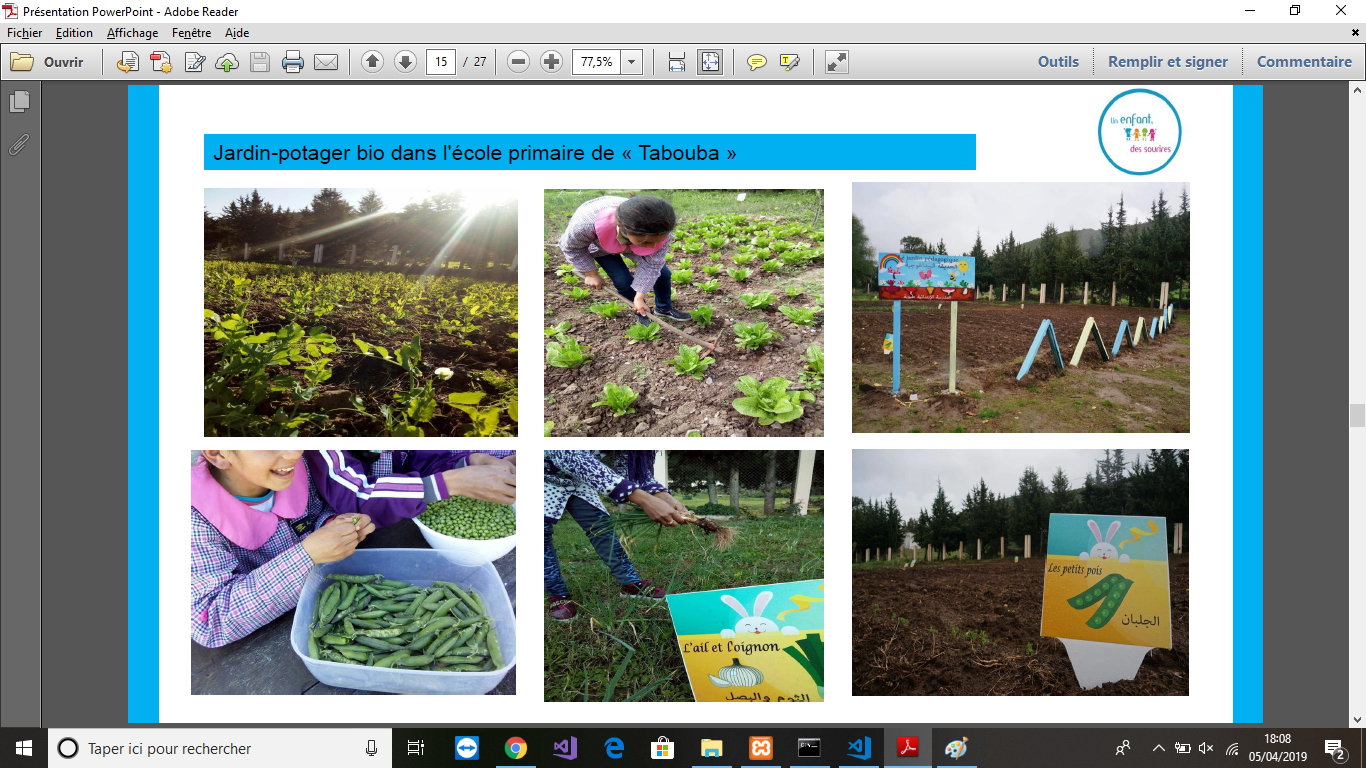 Présentation PowerPoint - Adobe Reader
Fichier Edition Affichage Fenêtre Aide
Ouvrir 15 / 27 77,5% Outils Remplir et signer Commentaire
Un enfant,
des sourires
Jardin-potager bio dans l'école primaire de « Tabouba »
jardin pédagogique
Les petits pois
الجلبان
L'ail et l'oignon
الثوم والبصل
Taper ici pour rechercher
18:08
05/04/2019
2